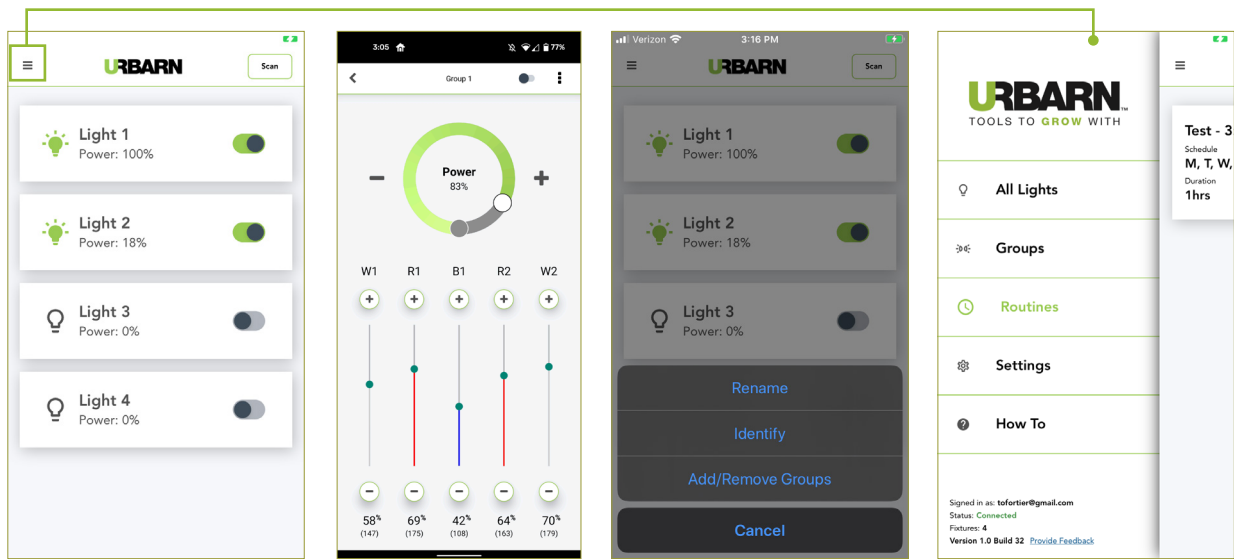 URBARN
Scan
Light 1
Power: 100%
Light 2
Power: 18%
Light 3
Power: 0%
Light 4
Power: 0%
3:05
77%
Group 1
Power
83%
W1 R1 B1 R2 W2
58% 69% 42% 64% 70%
(147) (175) (108) (163) (179)
Verizon 3:16 PM
URBARN
Scan
Light 1
Power: 100%
Light 2
Power: 18%
Light 3
Power: 0%
Rename
Identify
Add/Remove Groups
Cancel
URBARN™
TOOLS TO GROW WITH
All Lights
Groups
Routines
Settings
How To
Signed in as: tofortier@gmail.com
Status: Connected
Fixtures: 4
Version 1.0 Build 32 Provide Feedback
Test - 3
Schedule
M, T, W,
Duration
1hrs